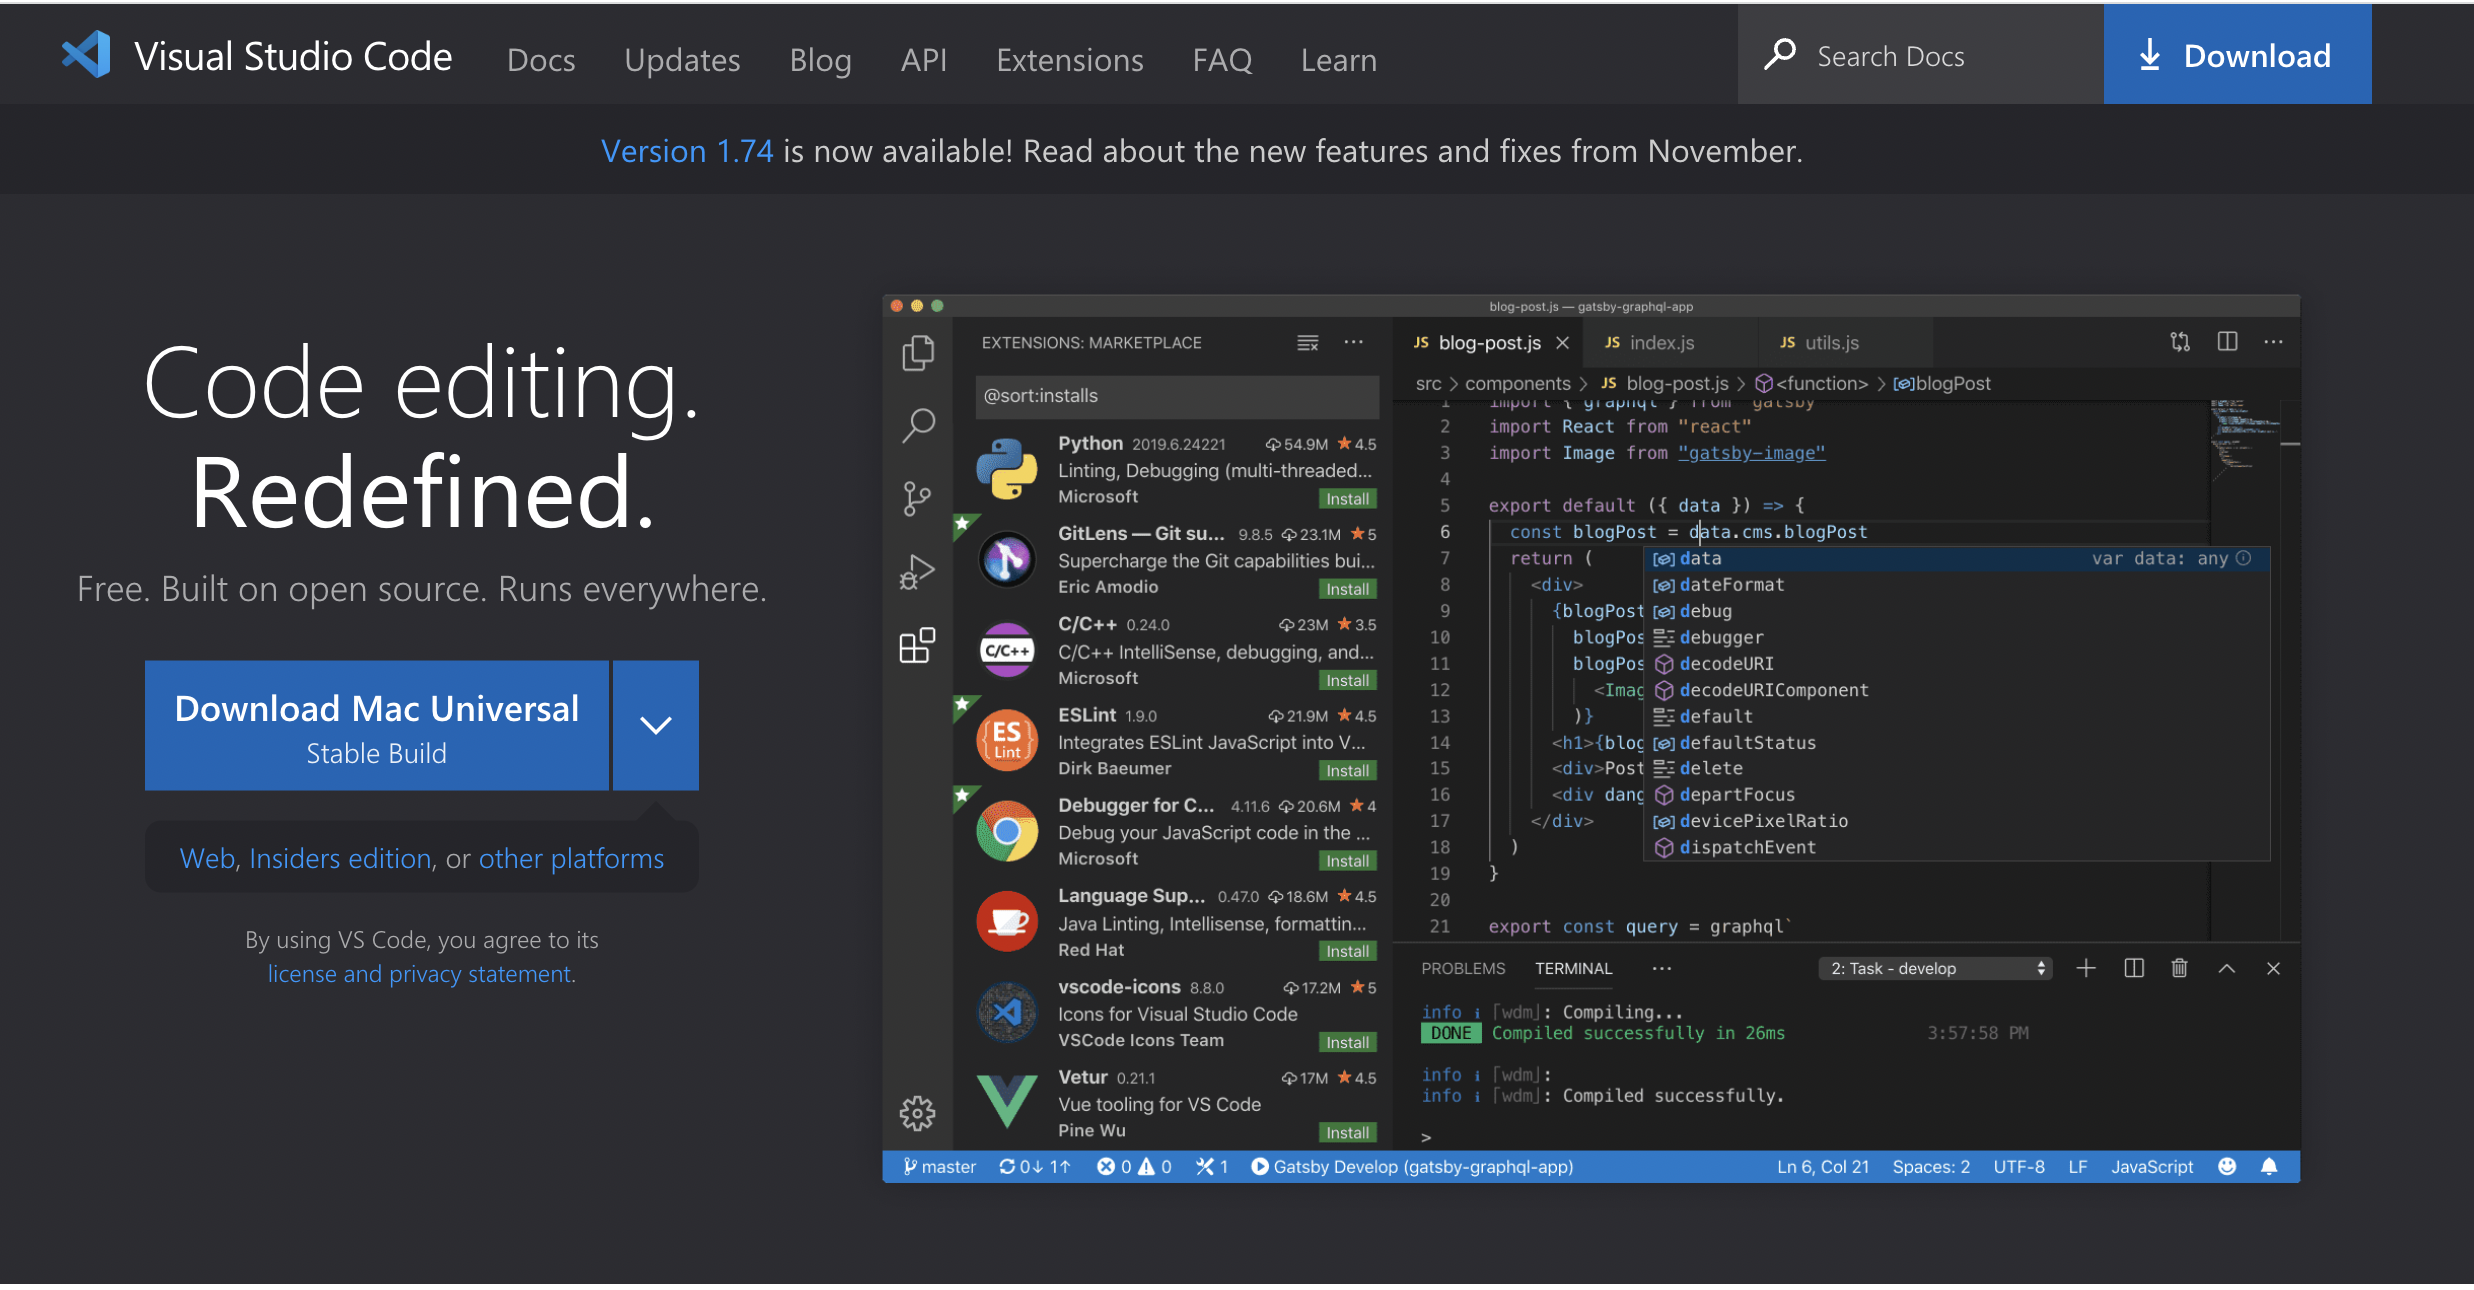 Visual Studio Code Docs Updates Blog API Extensions FAQ Learn Search Docs Download
Version 1.74 is now available! Read about the new features and fixes from November.
Code editing.
Redefined.
Free. Built on open source. Runs everywhere.
Download Mac Universal
Stable Build
Web, Insiders edition, or other platforms
By using VS Code, you agree to its
license and privacy statement.
blog-post.js — gatsby-graphql-app
EXTENSIONS: MARKETPLACE
@sort:installs
Python 2019.6.24221 54.9M 4.5
Linting, Debugging (multi-threaded...
Microsoft Install
GitLens — Git su... 9.8.5 23.1M 5
Supercharge the Git capabilities bui...
Eric Amodio Install
C/C++
C/C++ 0.24.0 23M 3.5
C/C++ IntelliSense, debugging, and...
Microsoft Install
ES
Lint
ESLint 1.9.0 21.9M 4.5
Integrates ESLint JavaScript into V...
Dirk Baeumer Install
Debugger for C... 4.11.6 20.6M 4
Debug your JavaScript code in the ...
Microsoft Install
Language Sup... 0.47.0 18.6M 4.5
Java Linting, Intellisense, formattin...
Red Hat Install
vscode-icons 8.8.0 17.2M 5
Icons for Visual Studio Code
VSCode Icons Team Install
Vetur 0.21.1 17M 4.5
Vue tooling for VS Code
Pine Wu Install
JS blog-post.js JS index.js JS utils.js
src > components > JS blog-post.js > <function> > blogPost
1 import { graphql } from "gatsby"
2 import React from "react"
3 import Image from "gatsby-image"
4
5 export default ({ data }) => {
6 const blogPost = data.cms.blogPost
7 return (
8 <div>
9 {blogPost
10 blogPos
11 blogPos
12 <Imag
13 )}
14 <h1>{blog
15 <div>Post
16 <div dang
17 </div>
18 )
19 }
20
21 export const query = graphql`
data var data: any
dateFormat
debug
debugger
decodeURI
decodeURIComponent
default
defaultStatus
delete
departFocus
devicePixelRatio
dispatchEvent
PROBLEMS TERMINAL ... 2: Task - develop
info i ｢wdm｣: Compiling...
DONE Compiled successfully in 26ms 3:57:58 PM
info i ｢wdm｣:
info i ｢wdm｣: Compiled successfully.
>
master 0↓ 1↑ 0 0 1 Gatsby Develop (gatsby-graphql-app) Ln 6, Col 21 Spaces: 2 UTF-8 LF JavaScript